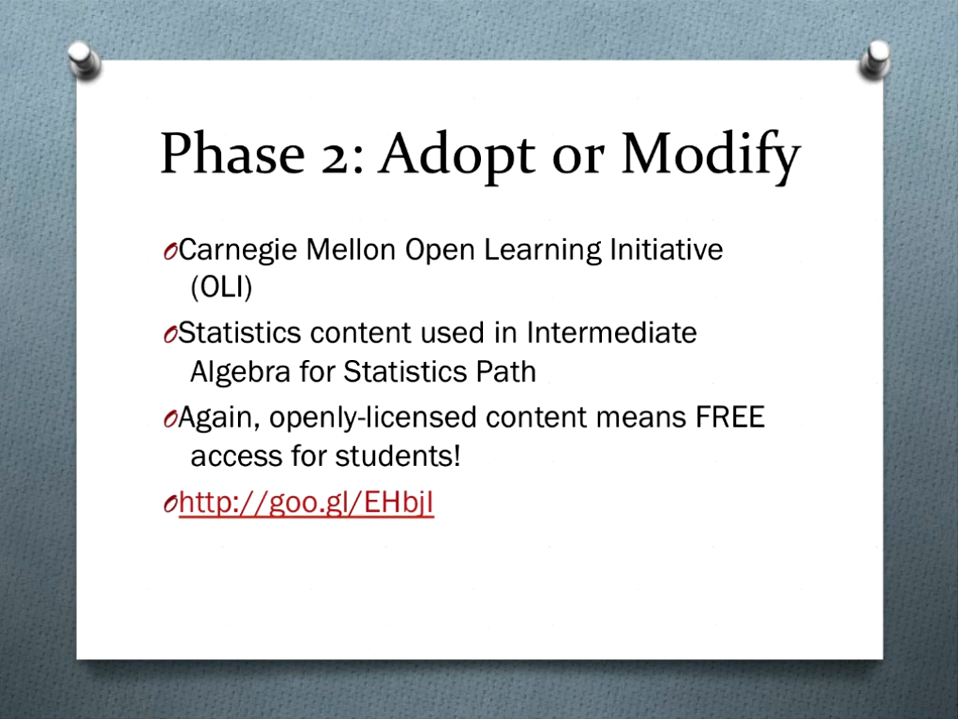 Phase 2: Adopt or Modify
Carnegie Mellon Open Learning Initiative
(OLI)
Statistics content used in Intermediate
Algebra for Statistics Path
Again, openly-licensed content means FREE
access for students!
http://goo.gl/EHbjI